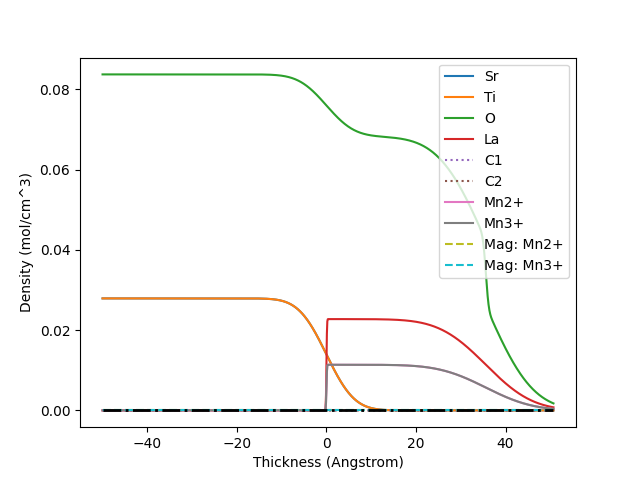 Density (mol/cm^3)
0.08
0.06
0.04
0.02
0.00
Sr
Ti
O
La
C1
C2
Mn2+
Mn3+
Mag: Mn2+
Mag: Mn3+
−40
−20
0
20
40
Thickness (Angstrom)